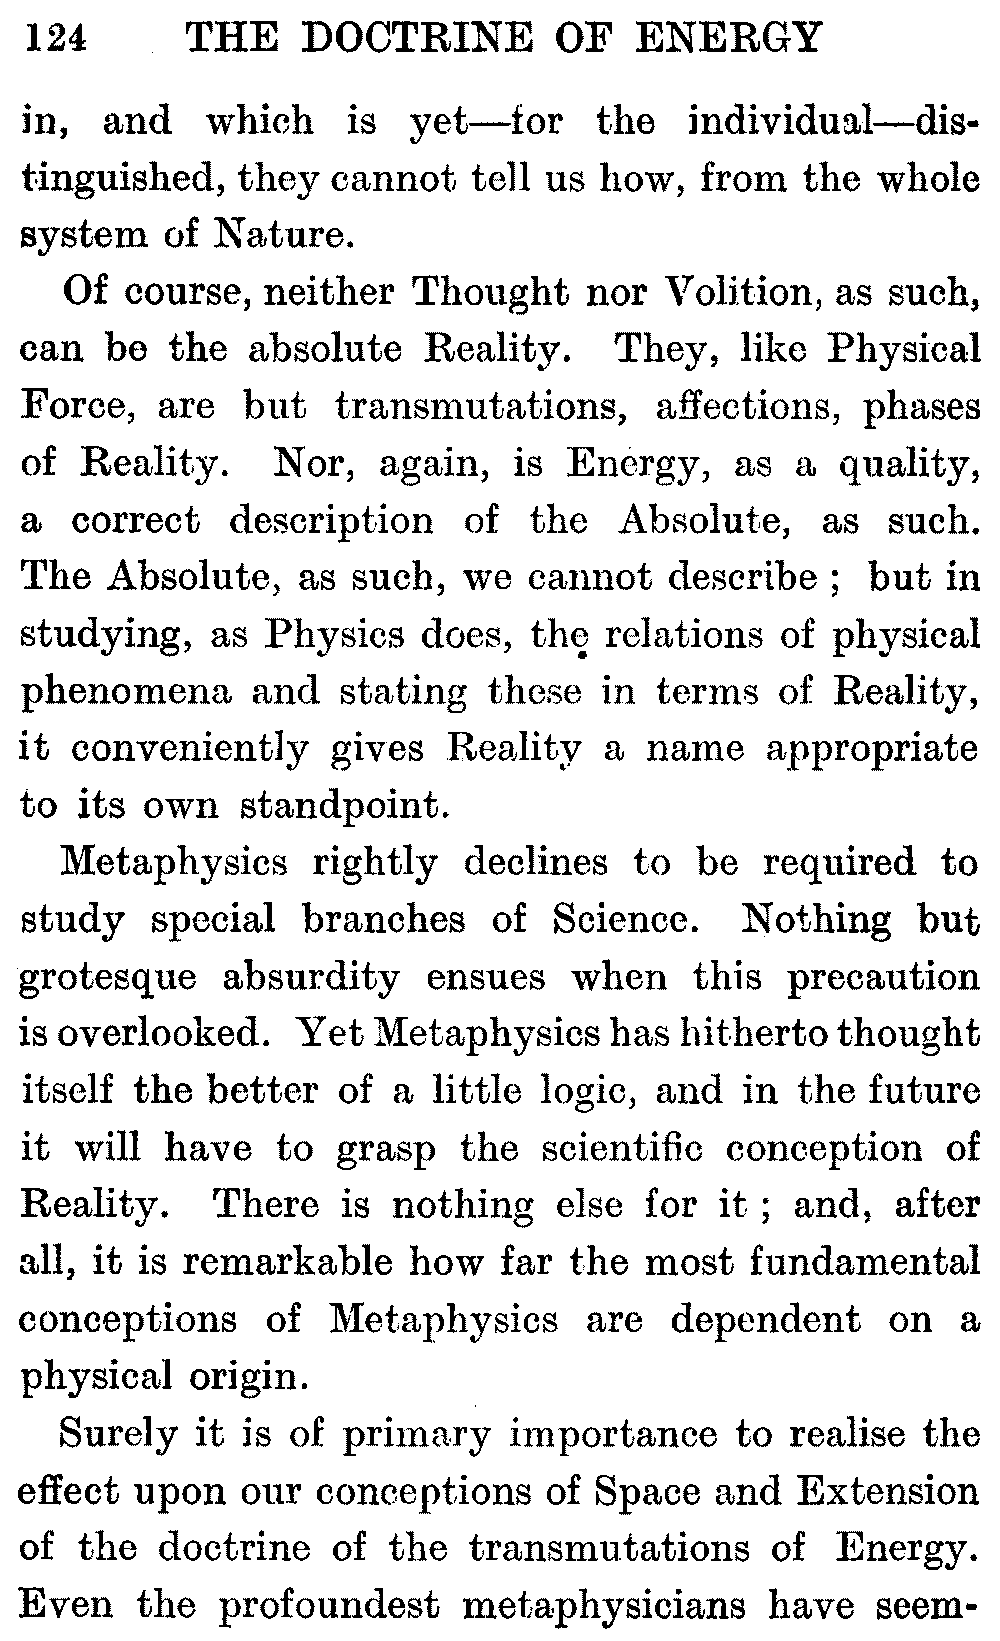 124 THE DOCTRINE OF ENERGY
in, and which is yet—for the individual—dis-
tinguished, they cannot tell us how, from the whole
system of Nature.
Of course, neither Thought nor Volition, as such,
can be the absolute Reality. They, like Physical
Force, are but transmutations, affections, phases
of Reality. Nor, again, is Energy, as a quality,
a correct description of the Absolute, as such.
The Absolute, as such, we cannot describe ; but in
studying, as Physics does, the relations of physical
phenomena and stating these in terms of Reality,
it conveniently gives Reality a name appropriate
to its own standpoint.
Metaphysics rightly declines to be required to
study special branches of Science. Nothing but
grotesque absurdity ensues when this precaution
is overlooked. Yet Metaphysics has hitherto thought
itself the better of a little logic, and in the future
it will have to grasp the scientific conception of
Reality. There is nothing else for it ; and, after
all, it is remarkable how far the most fundamental
conceptions of Metaphysics are dependent on a
physical origin.
Surely it is of primary importance to realise the
effect upon our conceptions of Space and Extension
of the doctrine of the transmutations of Energy.
Even the profoundest metaphysicians have seem-